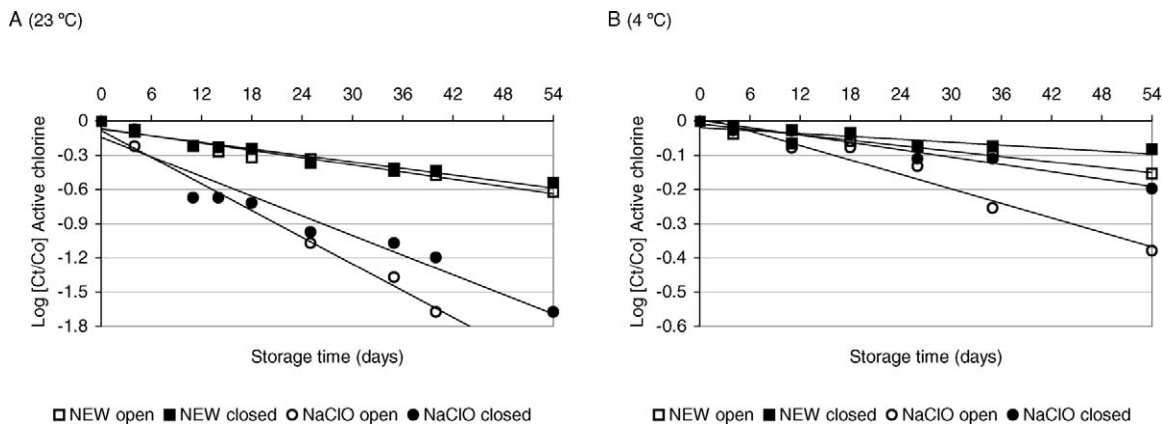 A (23 ºC)
0 6 12 18 24 30 36 42 48 54
0
-0.3
-0.6
-0.9
-1.2
-1.5
-1.8
Log [Ct/Co] Active chlorine
Storage time (days)
NEW open NEW closed NaClO open NaClO closed
B (4 ºC)
0 6 12 18 24 30 36 42 48 54
0
-0.1
-0.2
-0.3
-0.4
-0.5
-0.6
Log [Ct/Co] Active chlorine
Storage time (days)
NEW open NEW closed NaClO open NaClO closed